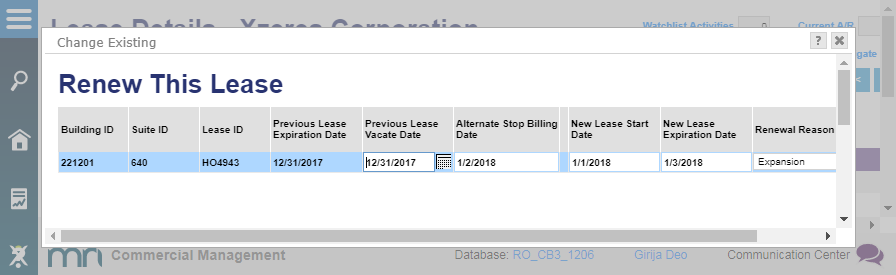 Lease Details - Xzeres Corporation
Watchlist Activities 0 Current A/R
Change Existing ?
Renew This Lease
Building ID Suite ID Lease ID Previous Lease Expiration Date Previous Lease Vacate Date Alternate Stop Billing Date New Lease Start Date New Lease Expiration Date Renewal Reason
221201 640 HO4943 12/31/2017 12/31/2017 1/2/2018 1/1/2018 1/3/2018 Expansion
mri Commercial Management Database: RO_CB3_1206 Girija Deo Communication Center